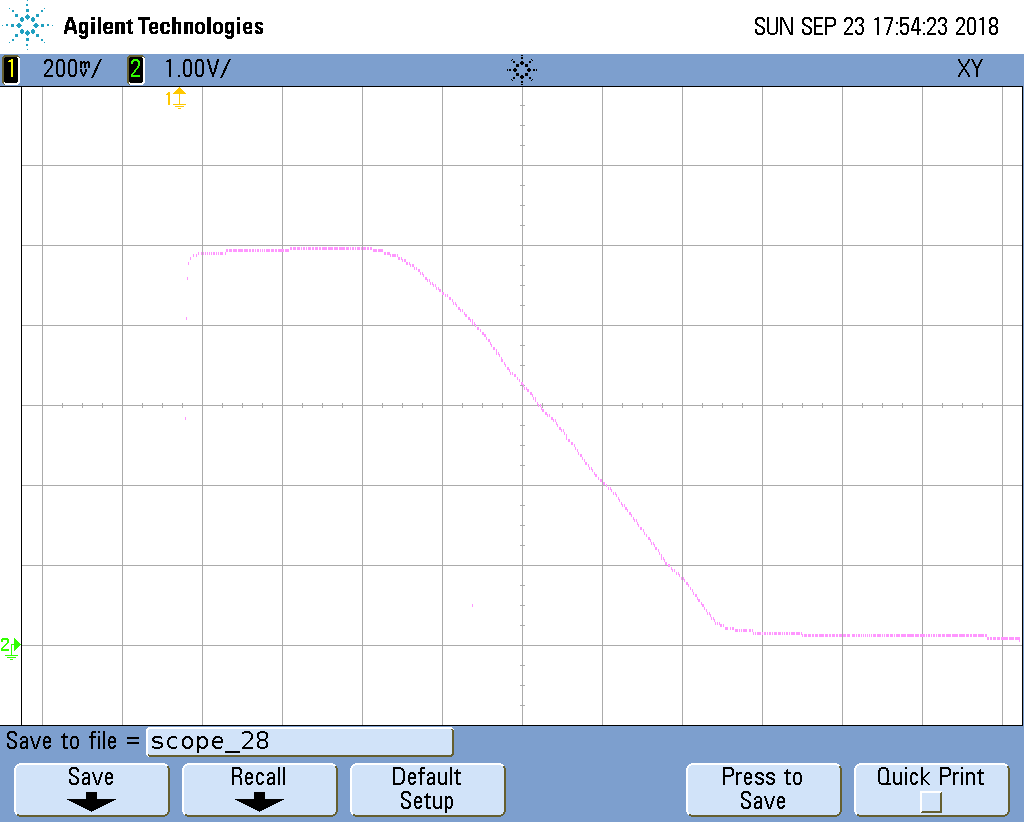 Agilent Technologies
SUN SEP 23 17:54:23 2018
1 200mV/ 2 1.00V/ XY
1
2
Save to file = scope_28
Save Recall Default Setup Press to Save Quick Print